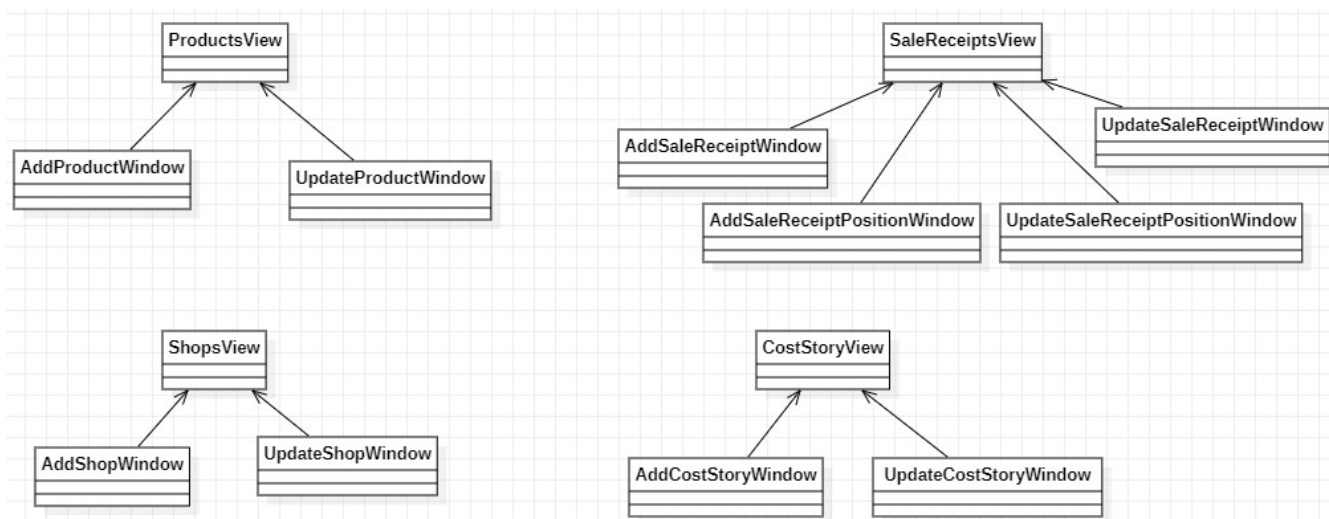 ProductsView
AddProductWindow
UpdateProductWindow
SaleReceiptsView
AddSaleReceiptWindow
UpdateSaleReceiptWindow
AddSaleReceiptPositionWindow
UpdateSaleReceiptPositionWindow
ShopsView
AddShopWindow
UpdateShopWindow
CostStoryView
AddCostStoryWindow
UpdateCostStoryWindow